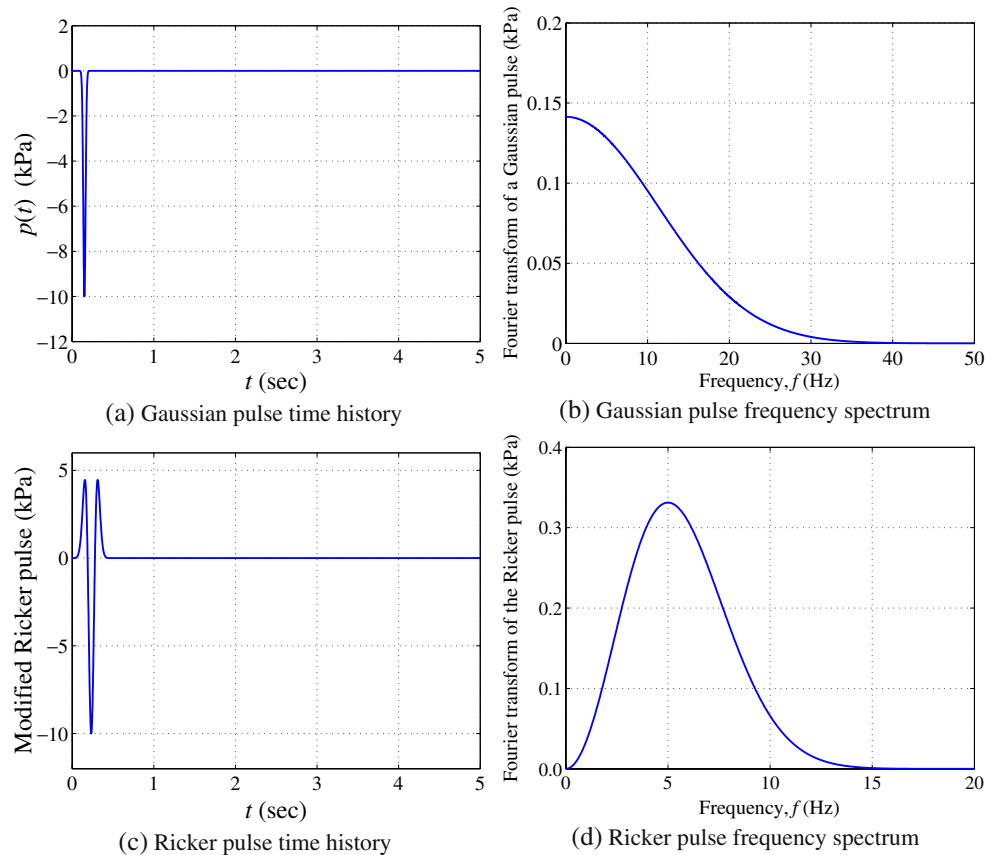 2
0
−2
−4
−6
−8
−10
−12
p(t) (kPa)
0 1 2 3 4 5
t (sec)
(a) Gaussian pulse time history
0.2
0.15
0.1
0.05
0
Fourier transform of a Gaussian pulse (kPa)
0 10 20 30 40 50
Frequency, f (Hz)
(b) Gaussian pulse frequency spectrum
5
0
−5
−10
Modified Ricker pulse (kPa)
0 1 2 3 4 5
t (sec)
(c) Ricker pulse time history
0.4
0.3
0.2
0.1
0.0
Fourier transform of the Ricker pulse (kPa)
0 5 10 15 20
Frequency, f (Hz)
(d) Ricker pulse frequency spectrum